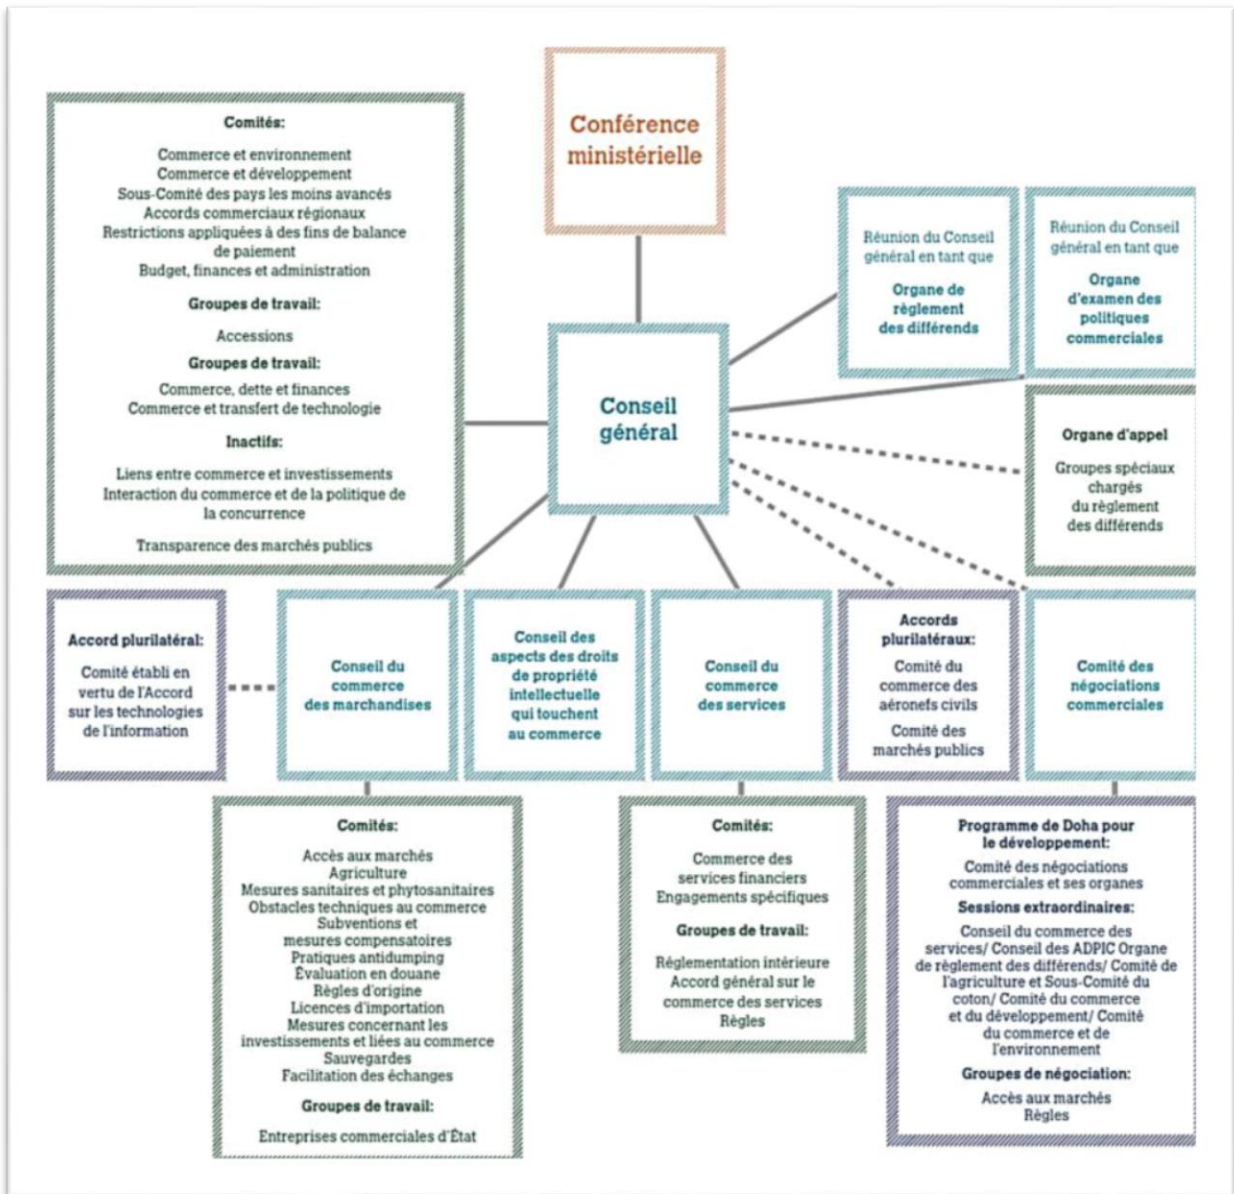 Conférence
ministérielle
Comités:
Commerce et environnement
Commerce et développement
Sous-Comité des pays les moins avancés
Accords commerciaux régionaux
Restrictions appliquées à des fins de balance
de paiement
Budget, finances et administration
Groupes de travail:
Accessions
Groupes de travail:
Commerce, dette et finances
Commerce et transfert de technologie
Inactifs:
Liens entre commerce et investissements
Interaction du commerce et de la politique de
la concurrence
Transparence des marchés publics
Réunion du Conseil
général en tant que
Organe de
règlement
des différends
Réunion du Conseil
général en tant que
Organe
d'examen des
politiques
commerciales
Conseil
général
Organe d'appel
Groupes spéciaux
chargés
du règlement
des différends
Accord plurilatéral:
Comité établi en
vertu de l'Accord
sur les technologies
de l'information
Conseil du
commerce
des marchandises
Conseil des
aspects des droits
de propriété
intellectuelle
qui touchent
au commerce
Conseil du
commerce
des services
Accords
plurilatéraux:
Comité du
commerce des
aéronefs civils
Comité des
marchés publics
Comité des
négociations
commerciales
Comités:
Accès aux marchés
Agriculture
Mesures sanitaires et phytosanitaires
Obstacles techniques au commerce
Subventions et
mesures compensatoires
Pratiques antidumping
Évaluation en douane
Règles d'origine
Licences d'importation
Mesures concernant les
investissements et liées au commerce
Sauvegardes
Facilitation des échanges
Groupes de travail:
Entreprises commerciales d'État
Comités:
Commerce des
services financiers
Engagements spécifiques
Groupes de travail:
Réglementation intérieure
Accord général sur le
commerce des services
Règles
Programme de Doha pour
le développement:
Comité des négociations
commerciales et ses organes
Sessions extraordinaires:
Conseil du commerce des
services/ Conseil des ADPIC Organe
de règlement des différends/ Comité de
l'agriculture et Sous-Comité du
coton/ Comité du commerce
et du développement/ Comité
du commerce et de
l'environnement
Groupes de négociation:
Accès aux marchés
Règles